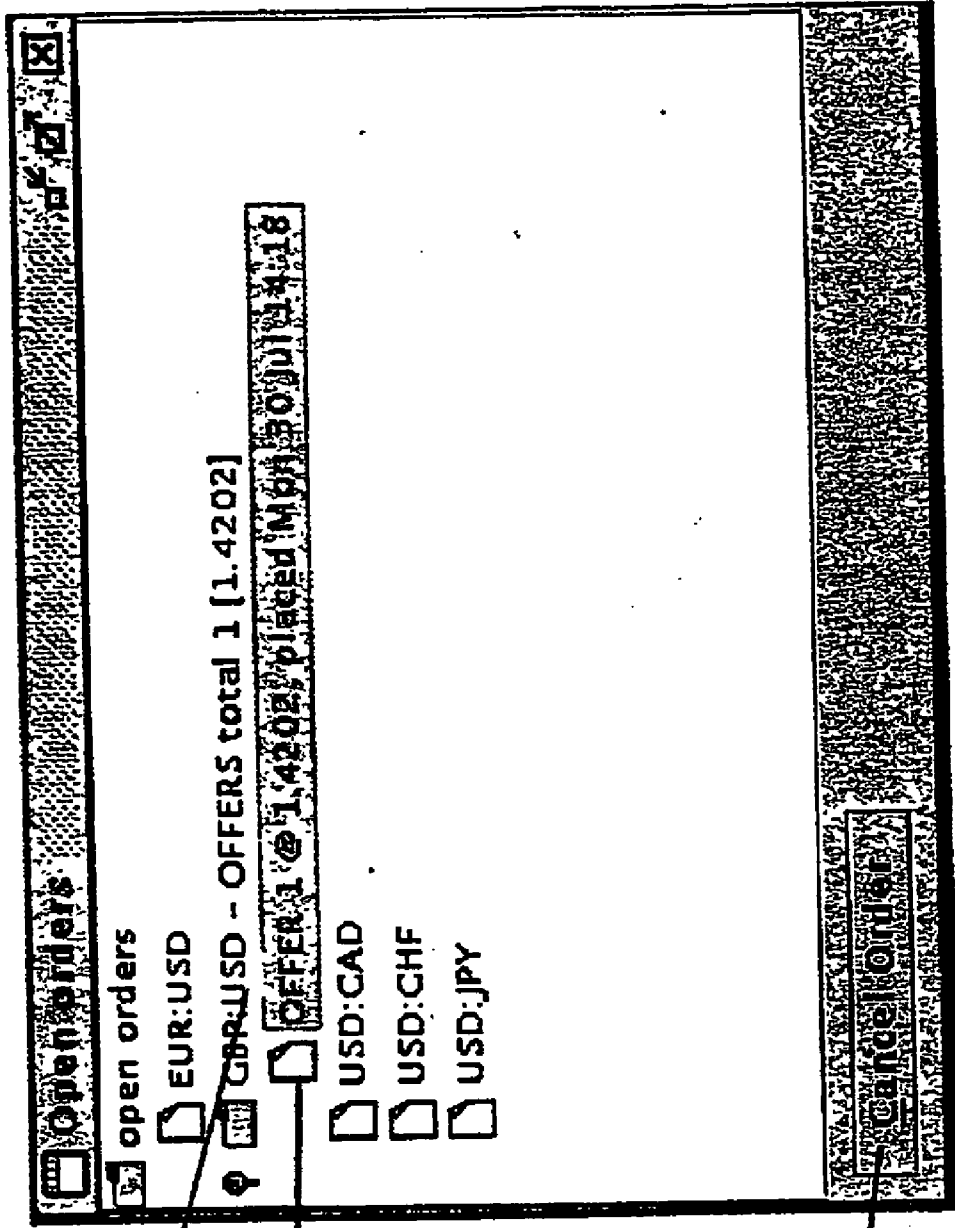 Open orders
open orders
EUR:USD
GBP:USD – OFFERS total 1 [1.4202]
OFFER 1 @ 1.4202, placed Mon 30 Jul 14:18
USD:CAD
USD:CHF
USD:JPY
Cancel order